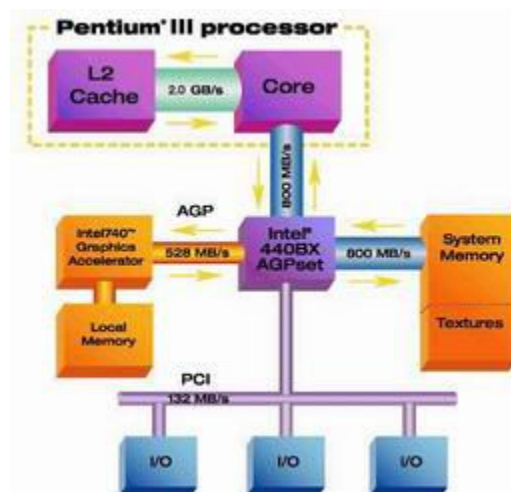 Pentium® III processor
L2
Cache
2.0 GB/s
Core
800 MB/s
AGP
Intel740™
Graphics
Accelerator
528 MB/s
Intel®
440BX
AGPset
800 MB/s
System
Memory
Local
Memory
Textures
PCI
132 MB/s
I/O
I/O
I/O